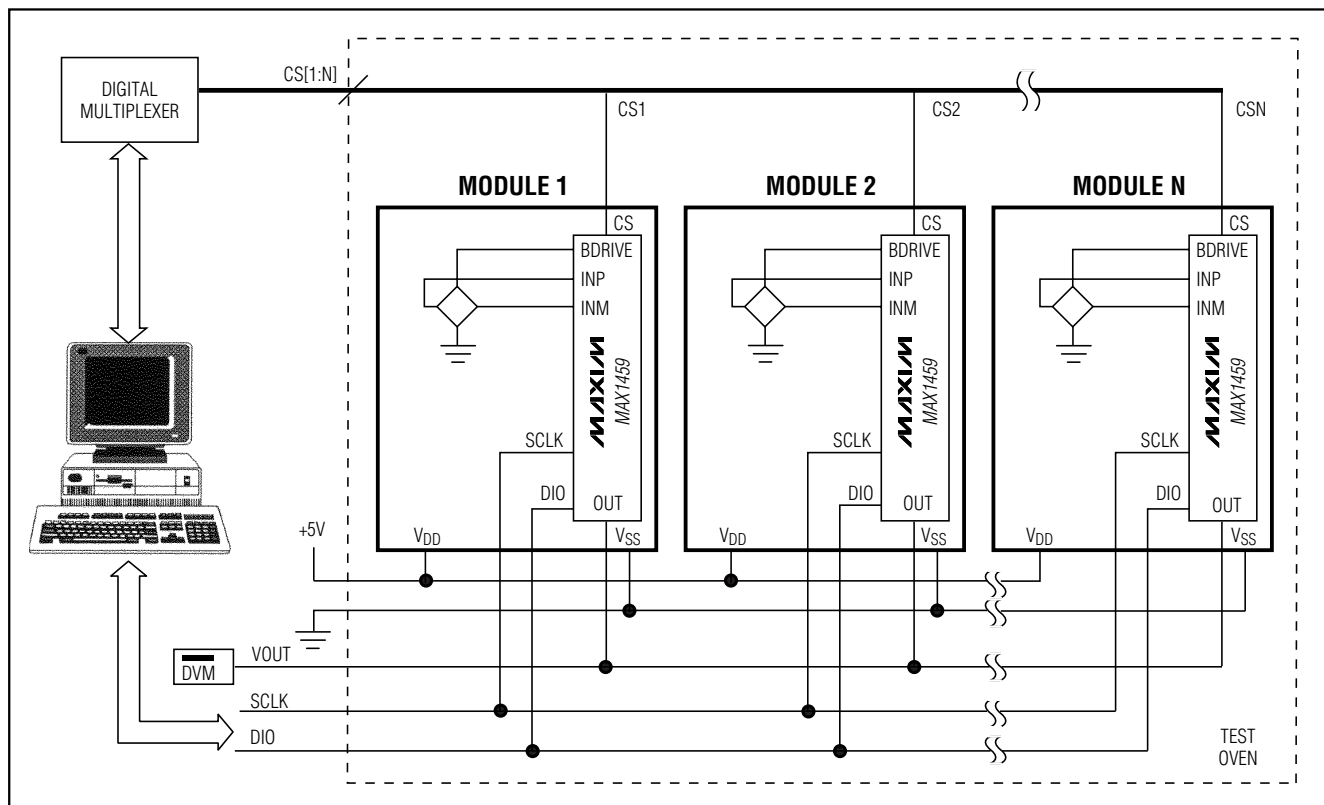 CS[1:N]
DIGITAL
MULTIPLEXER
CS1
CS2
CSN
MODULE 1
MODULE 2
MODULE N
CS
BDRIVE
INP
INM
MAXIM
MAX1459
SCLK
DIO
OUT
VDD
VSS
CS
BDRIVE
INP
INM
MAXIM
MAX1459
SCLK
DIO
OUT
VDD
VSS
CS
BDRIVE
INP
INM
MAXIM
MAX1459
SCLK
DIO
OUT
VDD
VSS
+5V
VOUT
DVM
SCLK
DIO
TEST
OVEN